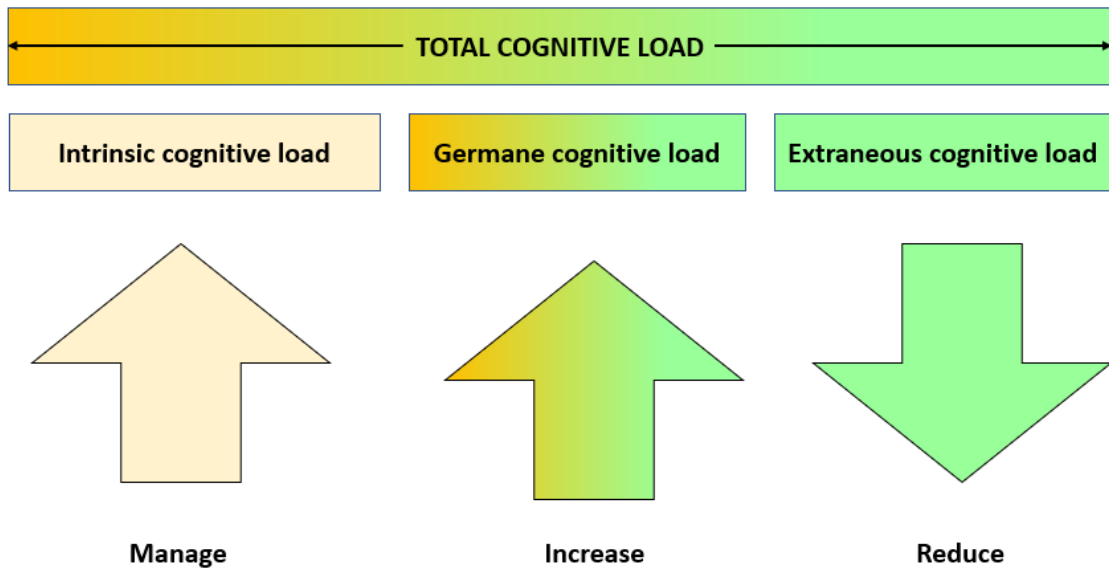 TOTAL COGNITIVE LOAD
Intrinsic cognitive load
Germane cognitive load
Extraneous cognitive load
Manage
Increase
Reduce